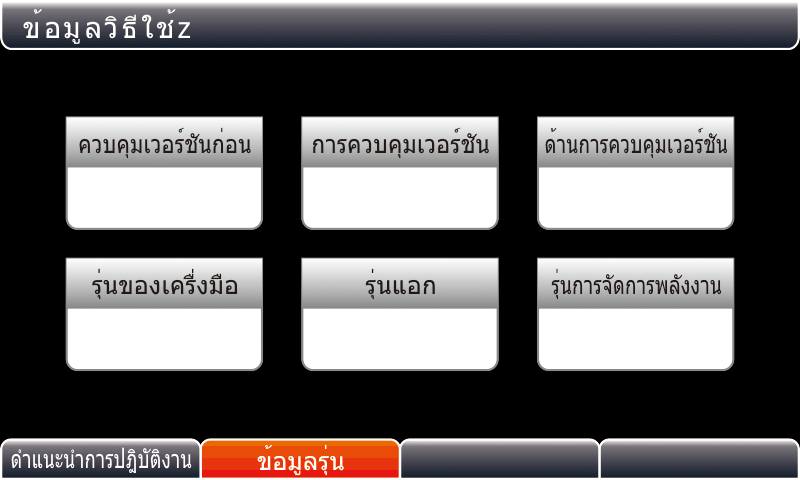 ข้อมูลวิธีใช้z
ควบคุมเวอร์ชันก่อน
การควบคุมเวอร์ชัน
ด้านการควบคุมเวอร์ชัน
รุ่นของเครื่องมือ
รุ่นแอก
รุ่นการจัดการพลังงาน
ดำแนะนำการปฎิบัติงาน
ข้อมูลรุ่น